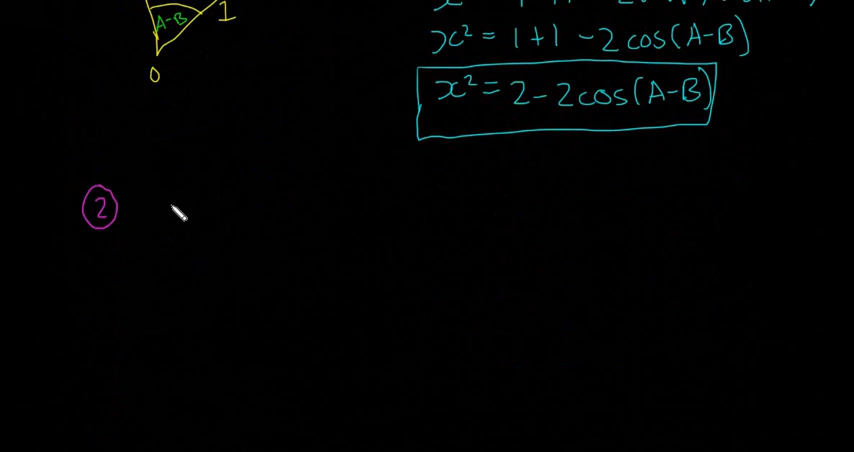 A-B
1
0
x² = 1+1 -2cos(A-B)
x² = 2-2cos(A-B)
2